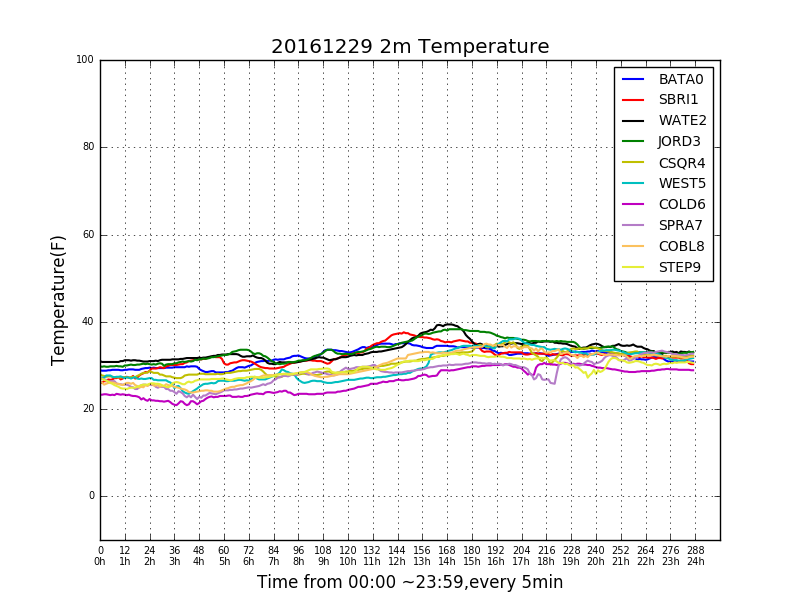 20161229 2m Temperature
100
80
60
40
20
0
Temperature(F)
BATA0
SBRI1
WATE2
JORD3
CSQR4
WEST5
COLD6
SPRA7
COBL8
STEP9
0 12 24 36 48 60 72 84 96 108 120 132 144 156 168 180 192 204 216 228 240 252 264 276 288
0h 1h 2h 3h 4h 5h 6h 7h 8h 9h 10h 11h 12h 13h 14h 15h 16h 17h 18h 19h 20h 21h 22h 23h 24h
Time from 00:00 ~23:59,every 5min